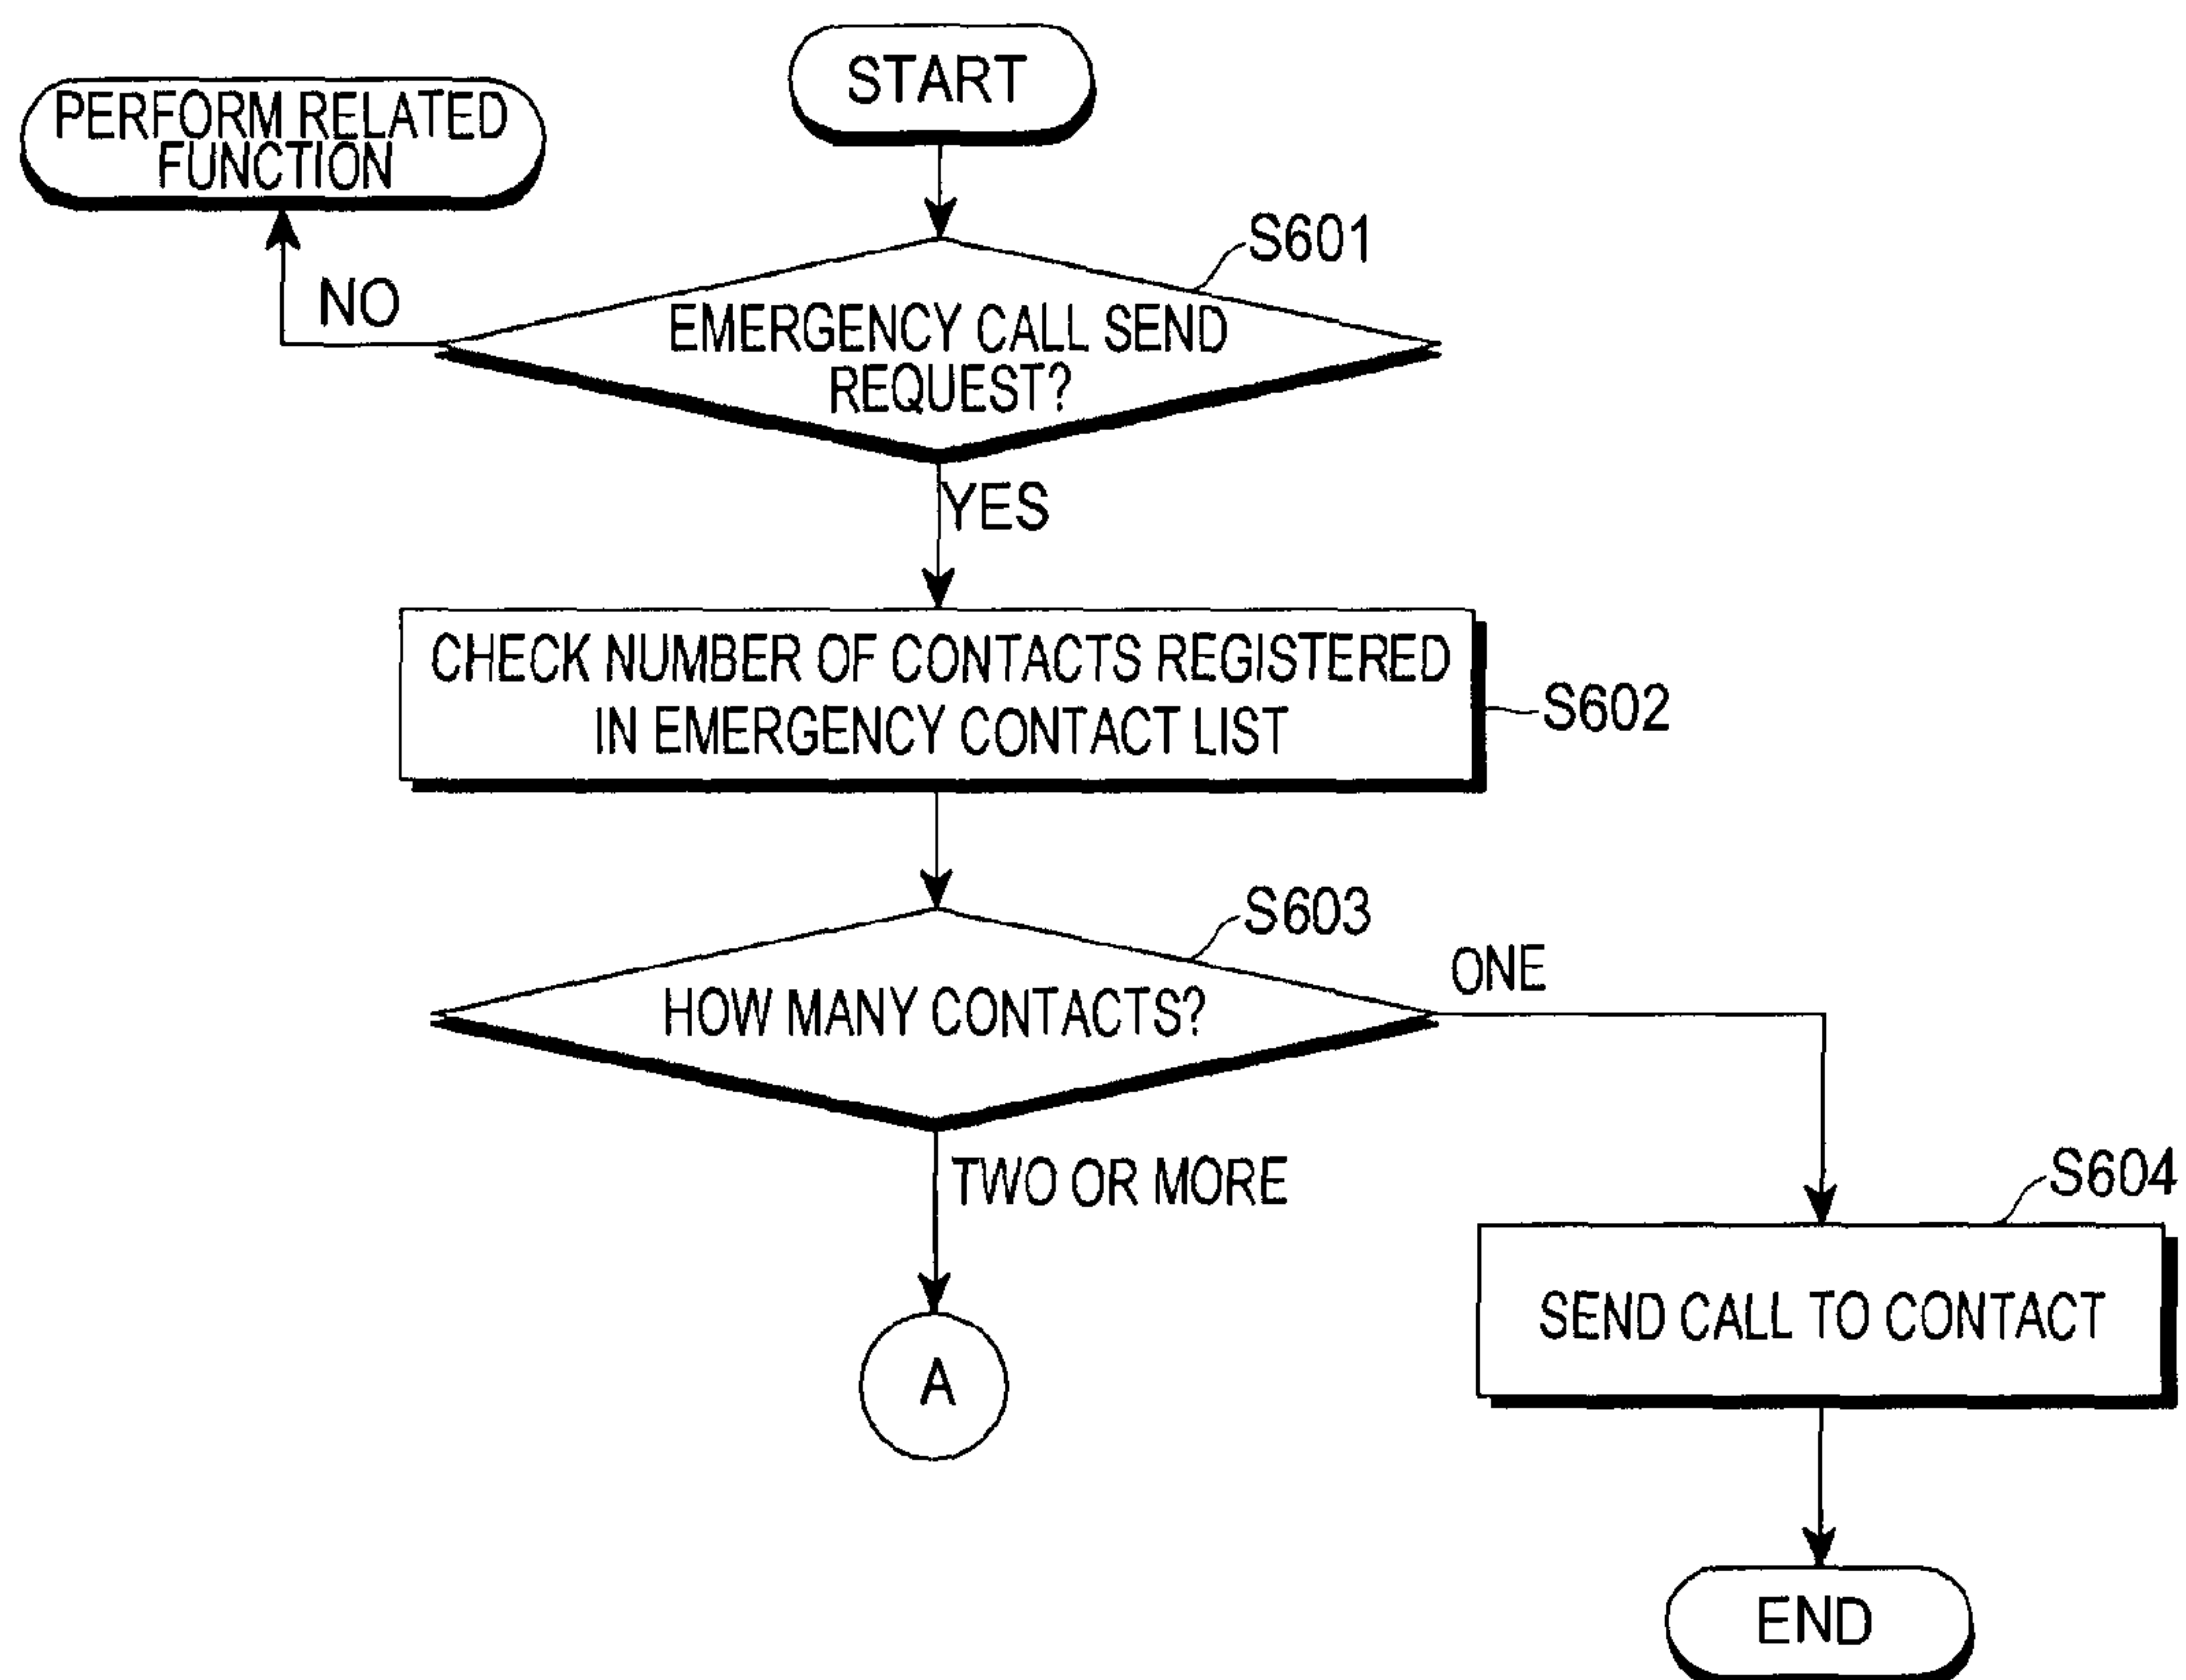 START
PERFORM RELATED
FUNCTION
S601
NO
EMERGENCY CALL SEND
REQUEST?
YES
CHECK NUMBER OF CONTACTS REGISTERED
IN EMERGENCY CONTACT LIST
S602
S603
ONE
HOW MANY CONTACTS?
TWO OR MORE
S604
SEND CALL TO CONTACT
A
END